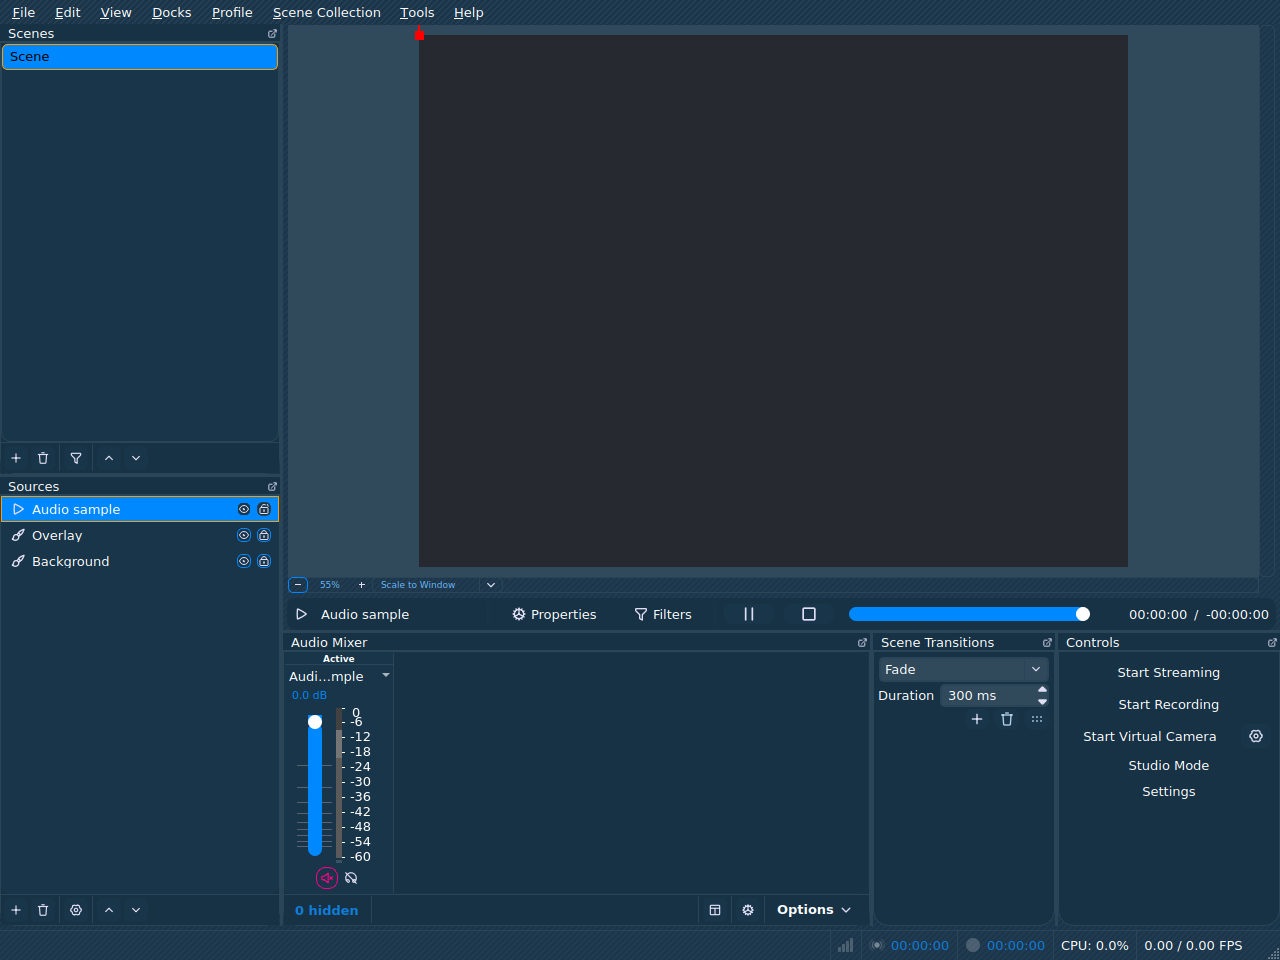 File Edit View Docks Profile Scene Collection Tools Help
Scenes
Scene
Sources
Audio sample
Overlay
Background
55% Scale to Window
Audio sample Properties Filters 00:00:00 / -00:00:00
Audio Mixer
Active
Audi...mple
0.0 dB
0
-6
-12
-18
-24
-30
-36
-42
-48
-54
-60
0 hidden Options
Scene Transitions
Fade
Duration 300 ms
Controls
Start Streaming
Start Recording
Start Virtual Camera
Studio Mode
Settings
00:00:00 00:00:00 CPU: 0.0% 0.00 / 0.00 FPS